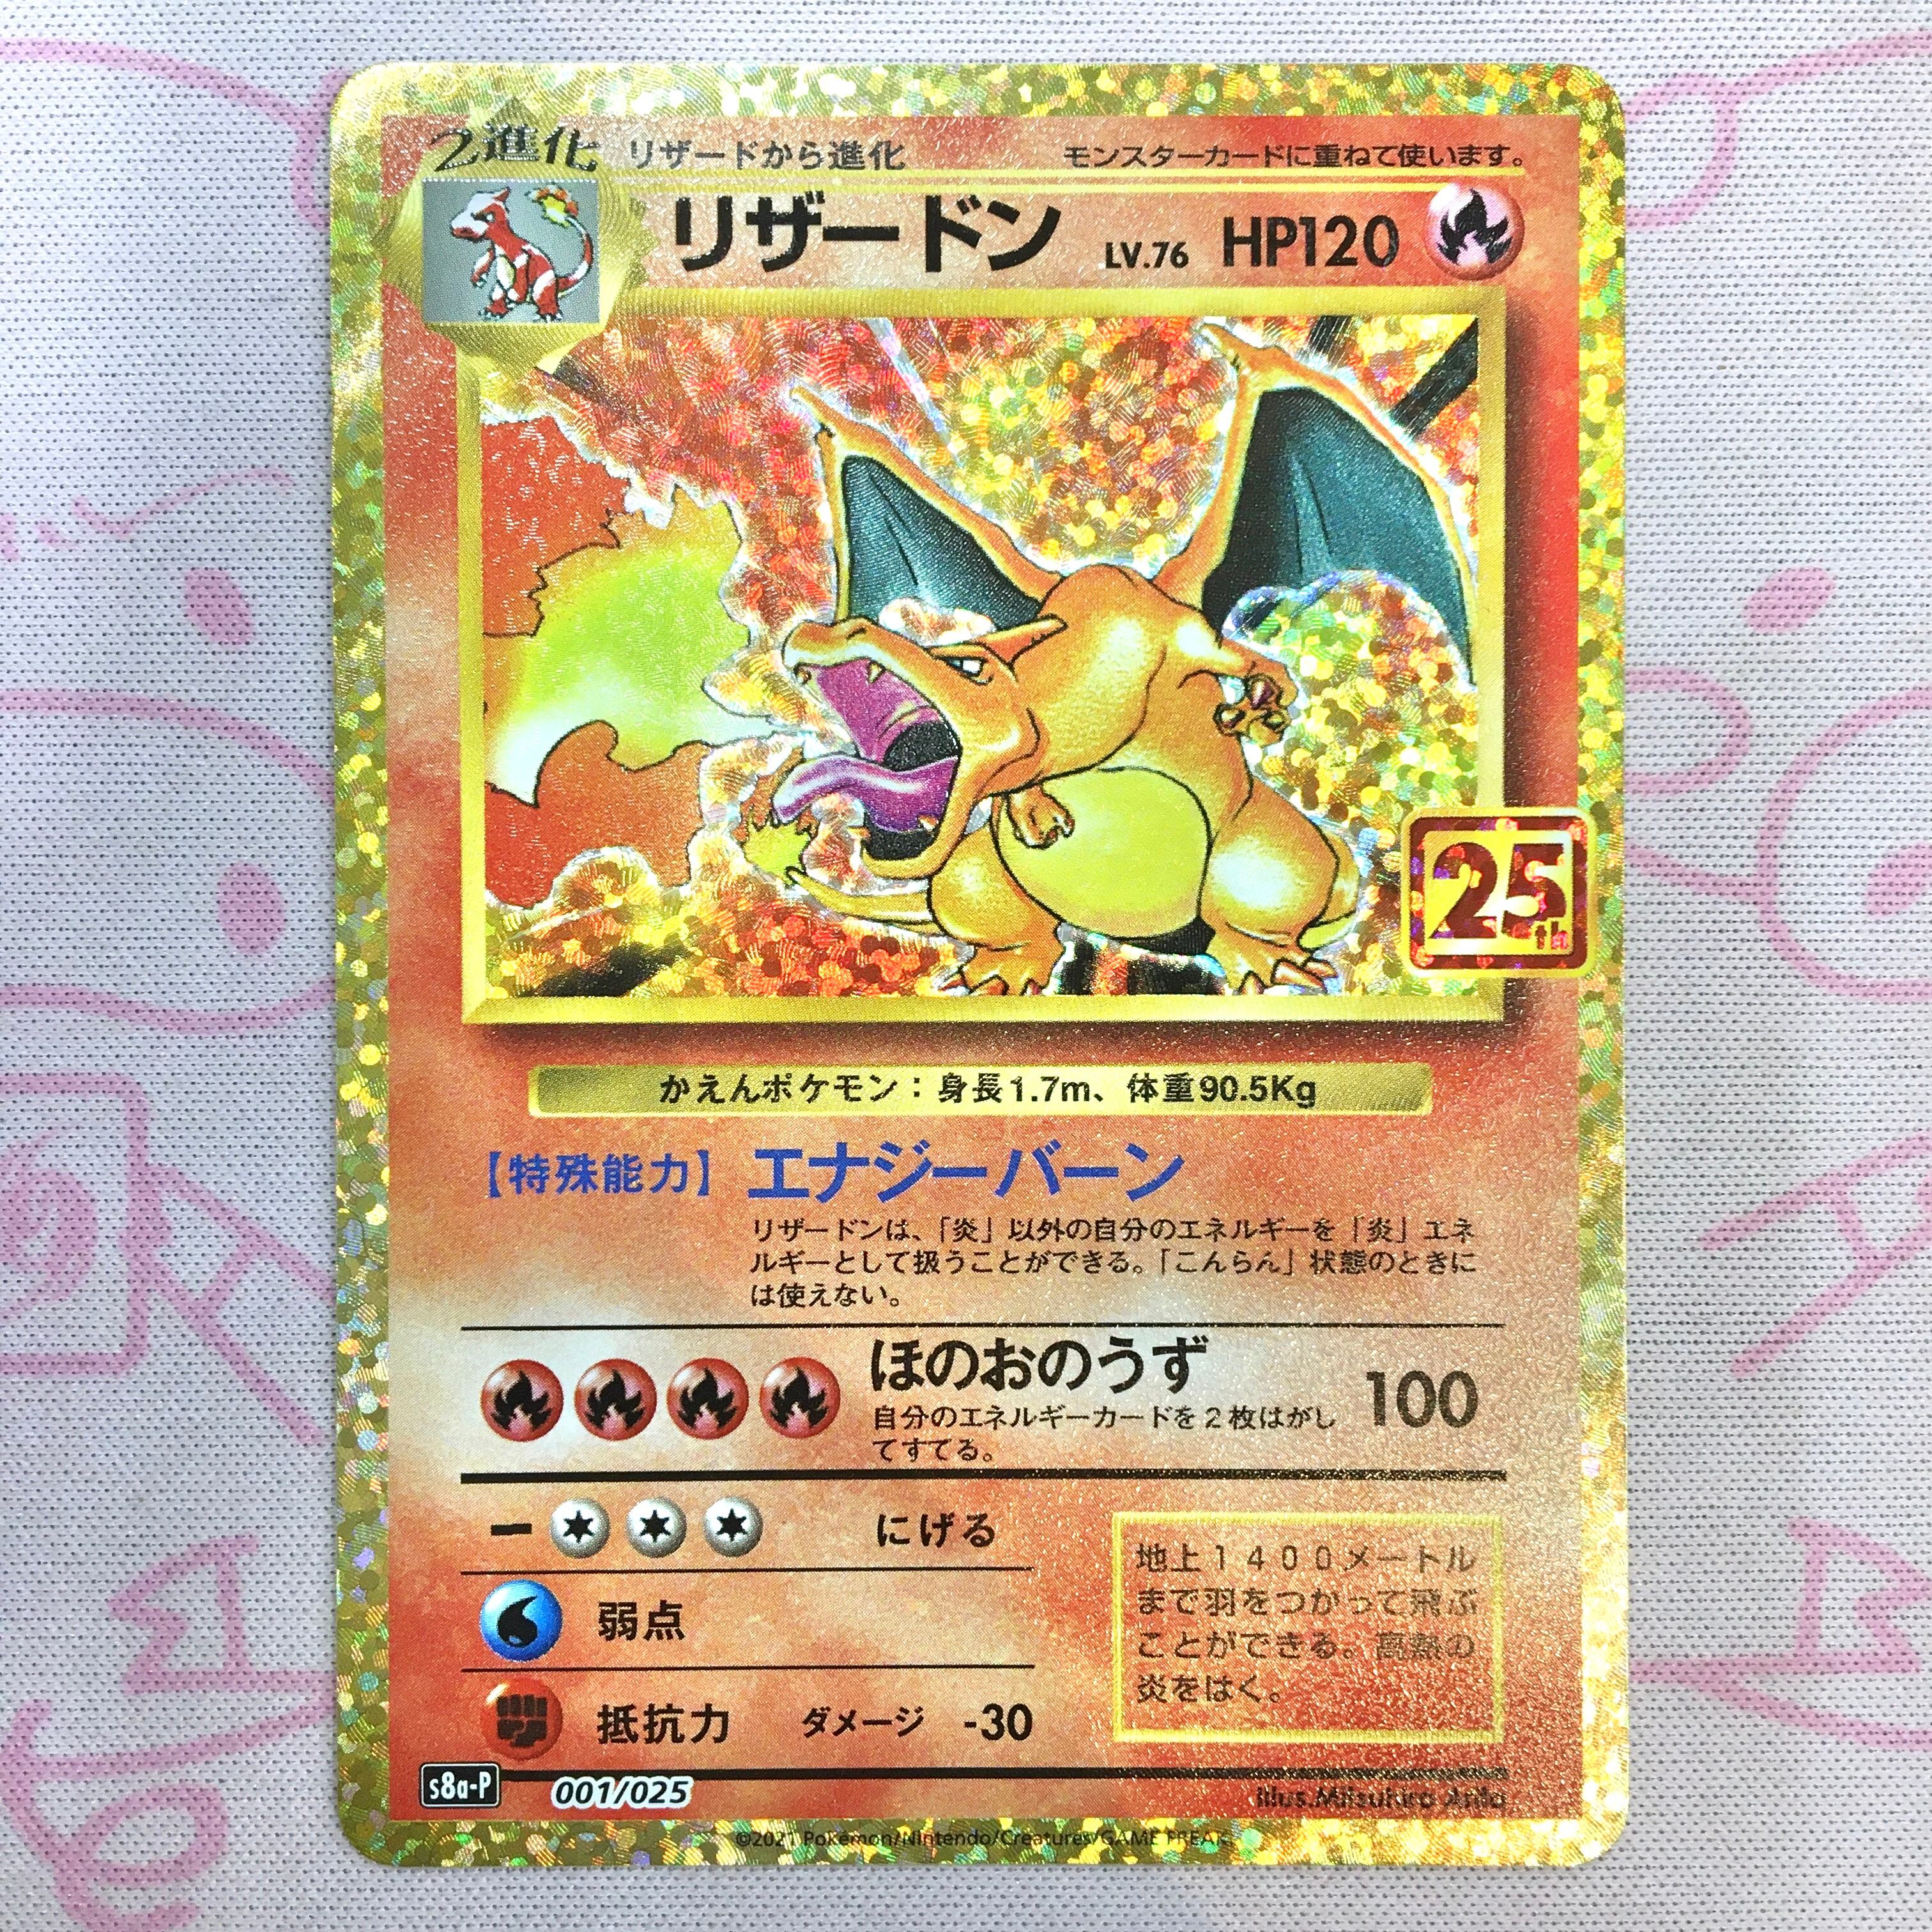 2進化 リザードから進化 モンスターカードに重ねて使います。
リザードン LV.76 HP120
25th
かえんポケモン：身長1.7m、体重90.5Kg
【特殊能力】 エナジーバーン
リザードンは、「炎」以外の自分のエネルギーを「炎」エネ
ルギーとして扱うことができる。「こんらん」状態のときに
は使えない。
ほのおのうず 100
自分のエネルギーカードを２枚はがし
てすてる。
− にげる
弱点
抵抗力 ダメージ -30
地上１４００メートル
まで羽をつかって飛ぶ
ことができる。高熱の
炎をはく。
s8a-P 001/025 Illus.Mitsuhiro Arita
©2021 Pokémon/Nintendo/Creatures/GAME FREAK